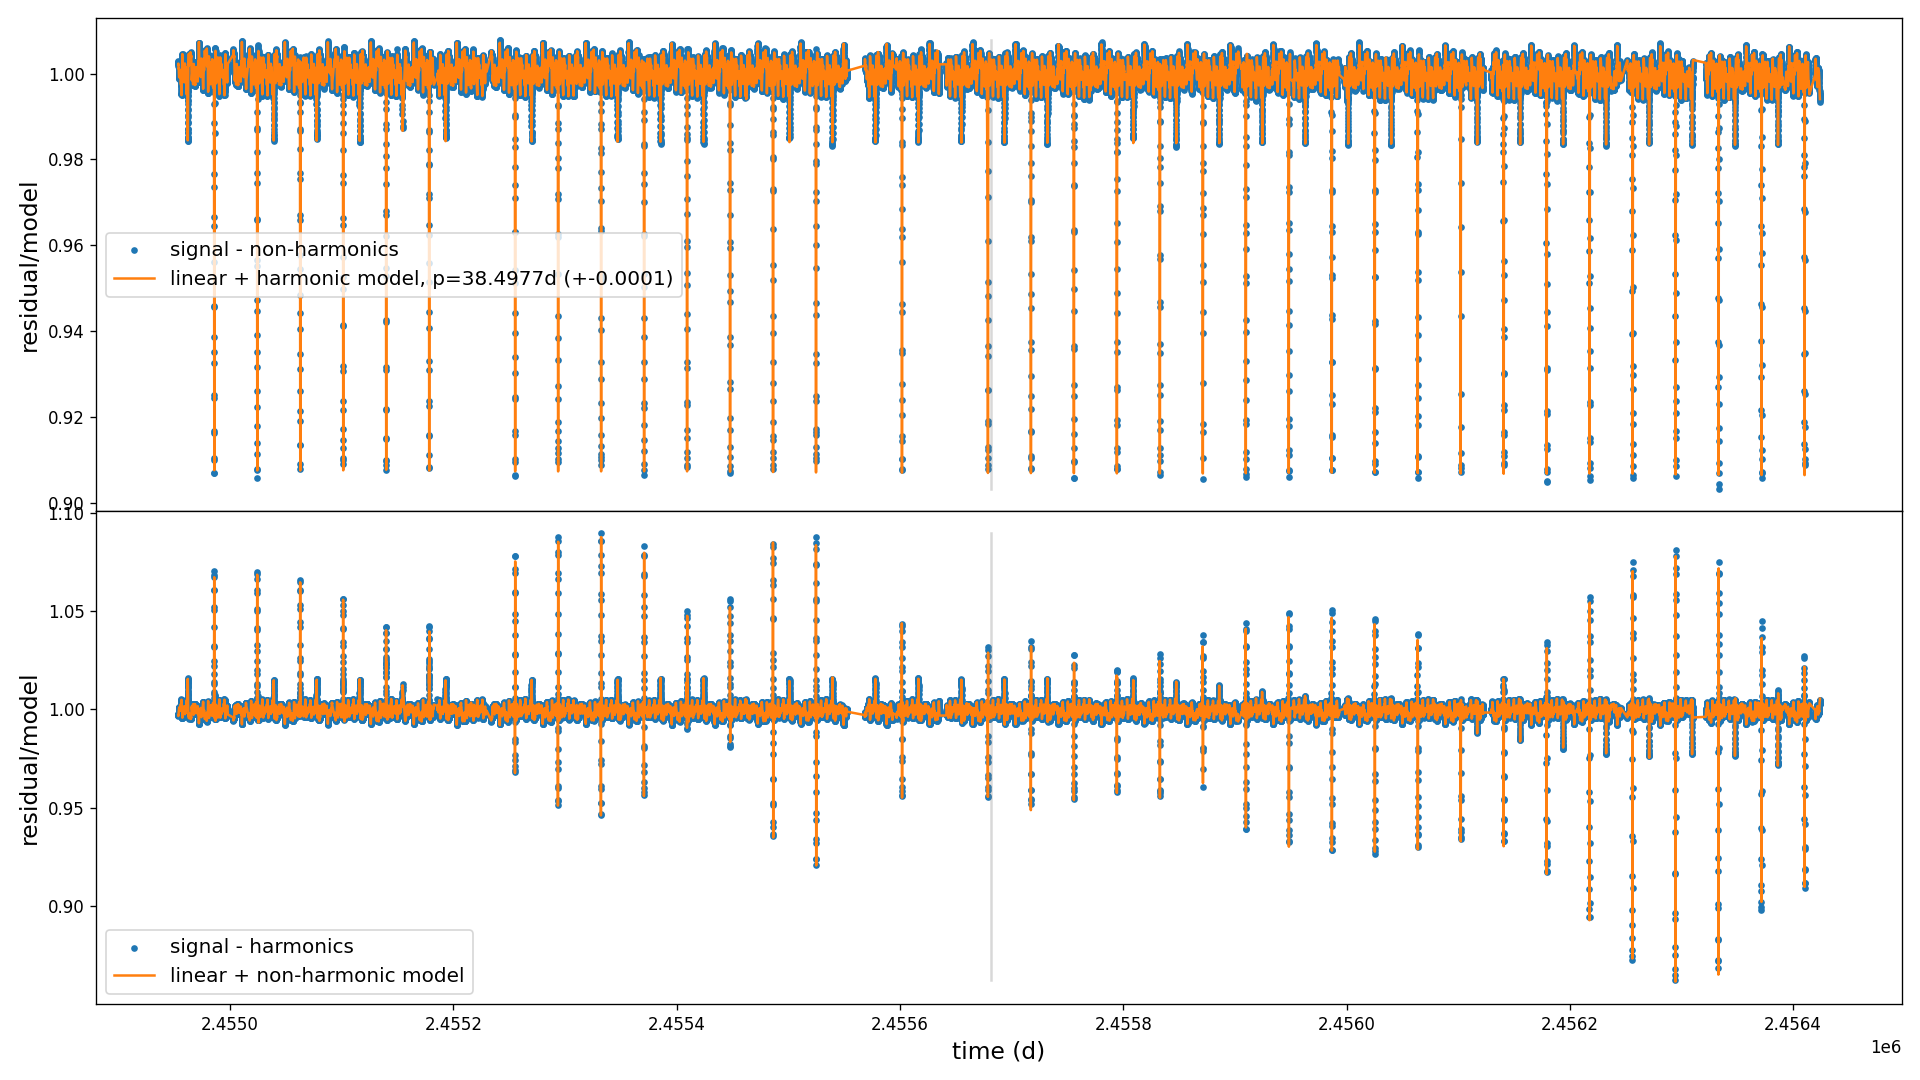 residual/model
1.00
0.98
0.96
0.94
0.92
0.90
signal - non-harmonics
linear + harmonic model, p=38.4977d (+-0.0001)
residual/model
1.10
1.05
1.00
0.95
0.90
signal - harmonics
linear + non-harmonic model
2.4550 2.4552 2.4554 2.4556 2.4558 2.4560 2.4562 2.4564
1e6
time (d)